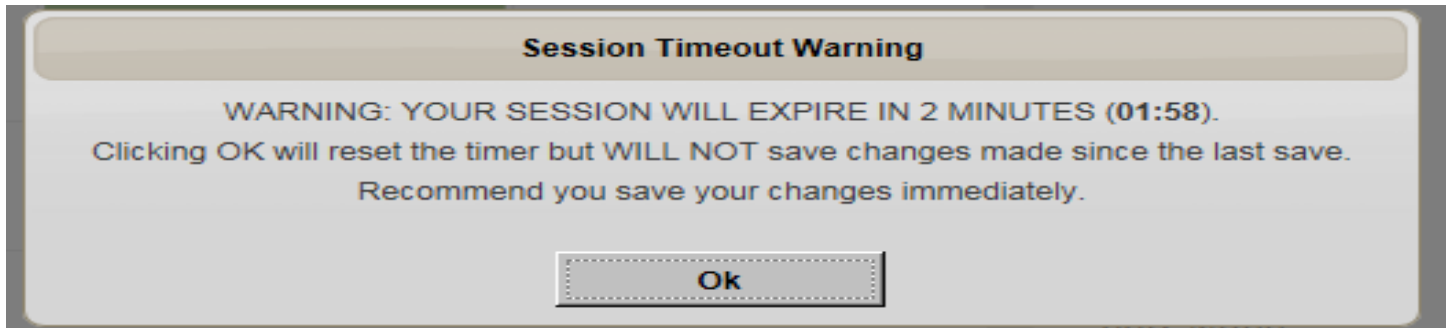 Session Timeout Warning
WARNING: YOUR SESSION WILL EXPIRE IN 2 MINUTES (01:58).
Clicking OK will reset the timer but WILL NOT save changes made since the last save.
Recommend you save your changes immediately.
Ok